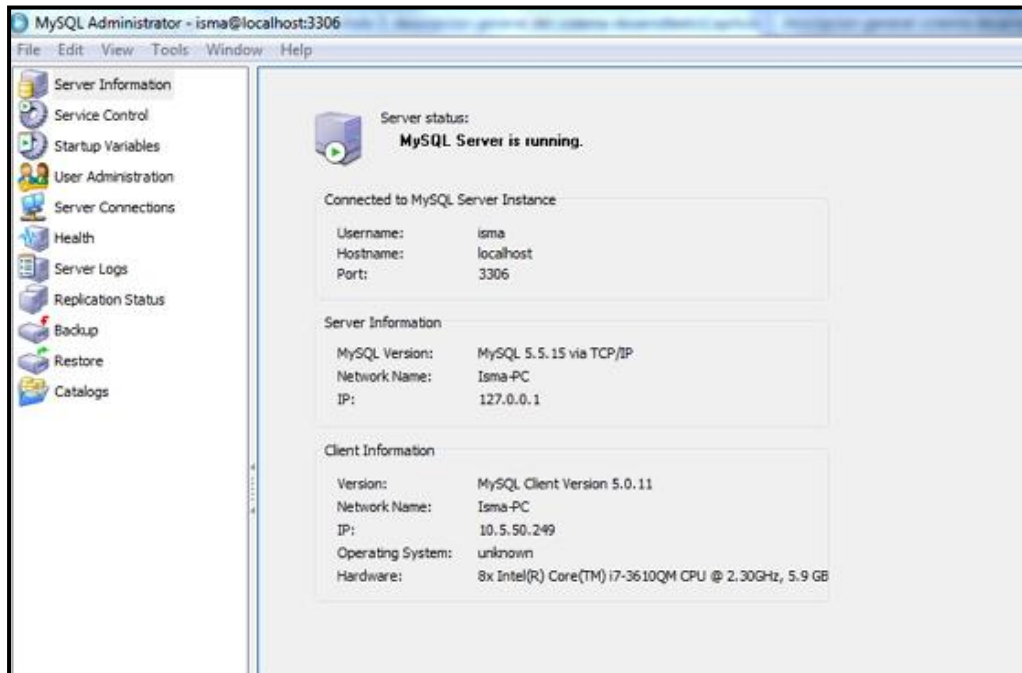 MySQL Administrator - isma@localhost:3306
File Edit View Tools Window Help
Server Information
Service Control
Startup Variables
User Administration
Server Connections
Health
Server Logs
Replication Status
Backup
Restore
Catalogs
Server status:
MySQL Server is running.
Connected to MySQL Server Instance
Username: isma
Hostname: localhost
Port: 3306
Server Information
MySQL Version: MySQL 5.5.15 via TCP/IP
Network Name: Isma-PC
IP: 127.0.0.1
Client Information
Version: MySQL Client Version 5.0.11
Network Name: Isma-PC
IP: 10.5.50.249
Operating System: unknown
Hardware: 8x Intel(R) Core(TM) i7-3610QM CPU @ 2.30GHz, 5.9 GB